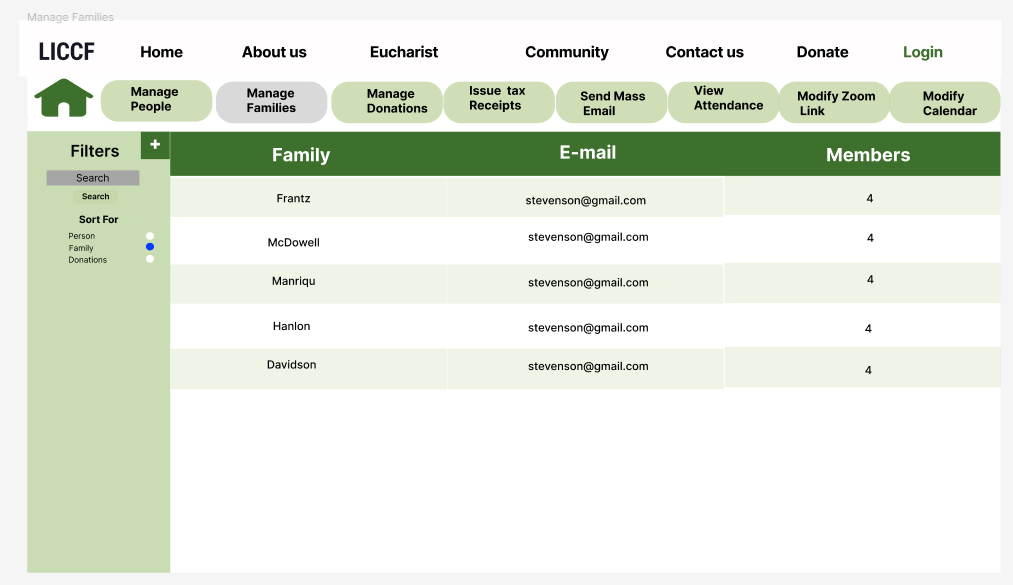 Manage Families
LICCF Home About us Eucharist Community Contact us Donate Login
Manage People
Manage Families
Manage Donations
Issue tax Receipts
Send Mass Email
View Attendance
Modify Zoom Link
Modify Calendar
Filters +
Search
Search
Sort For
Person
Family
Donations
Family E-mail Members
Frantz stevenson@gmail.com 4
McDowell stevenson@gmail.com 4
Manriqu stevenson@gmail.com 4
Hanlon stevenson@gmail.com 4
Davidson stevenson@gmail.com 4